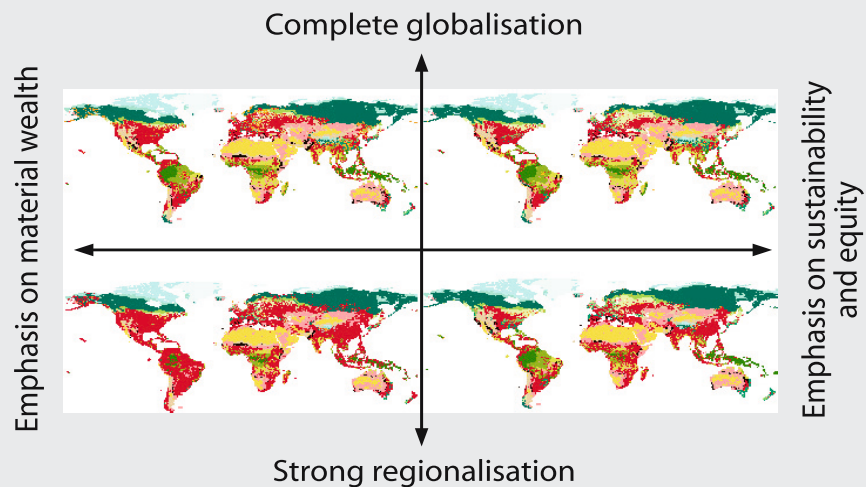 Complete globalisation
Emphasis on material wealth
Emphasis on sustainability
and equity
Strong regionalisation